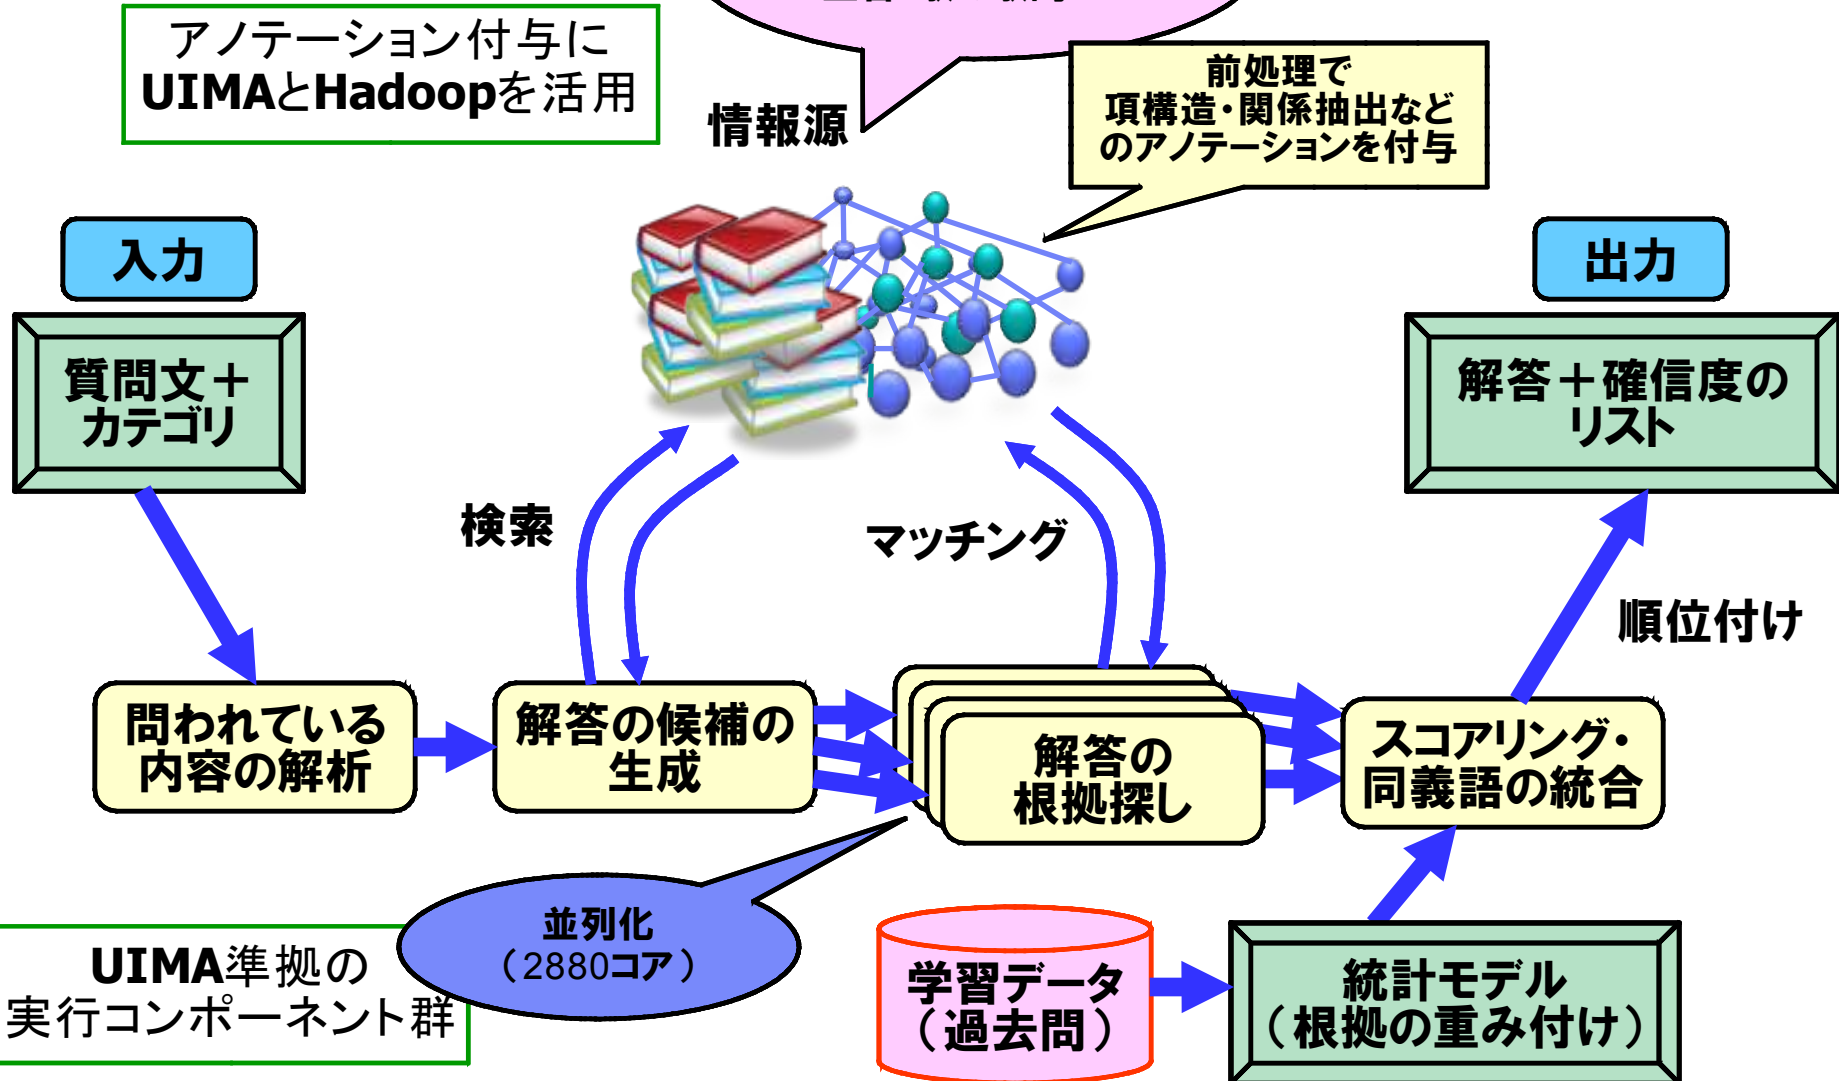 アノテーション付与に
UIMAとHadoopを活用
前処理で
項構造・関係抽出など
のアノテーションを付与
情報源
入力
出力
質問文＋
カテゴリ
解答＋確信度の
リスト
検索
マッチング
順位付け
問われている
内容の解析
解答の候補の
生成
解答の
根拠探し
スコアリング・
同義語の統合
並列化
（2880コア）
UIMA準拠の
実行コンポーネント群
学習データ
（過去問）
統計モデル
（根拠の重み付け）